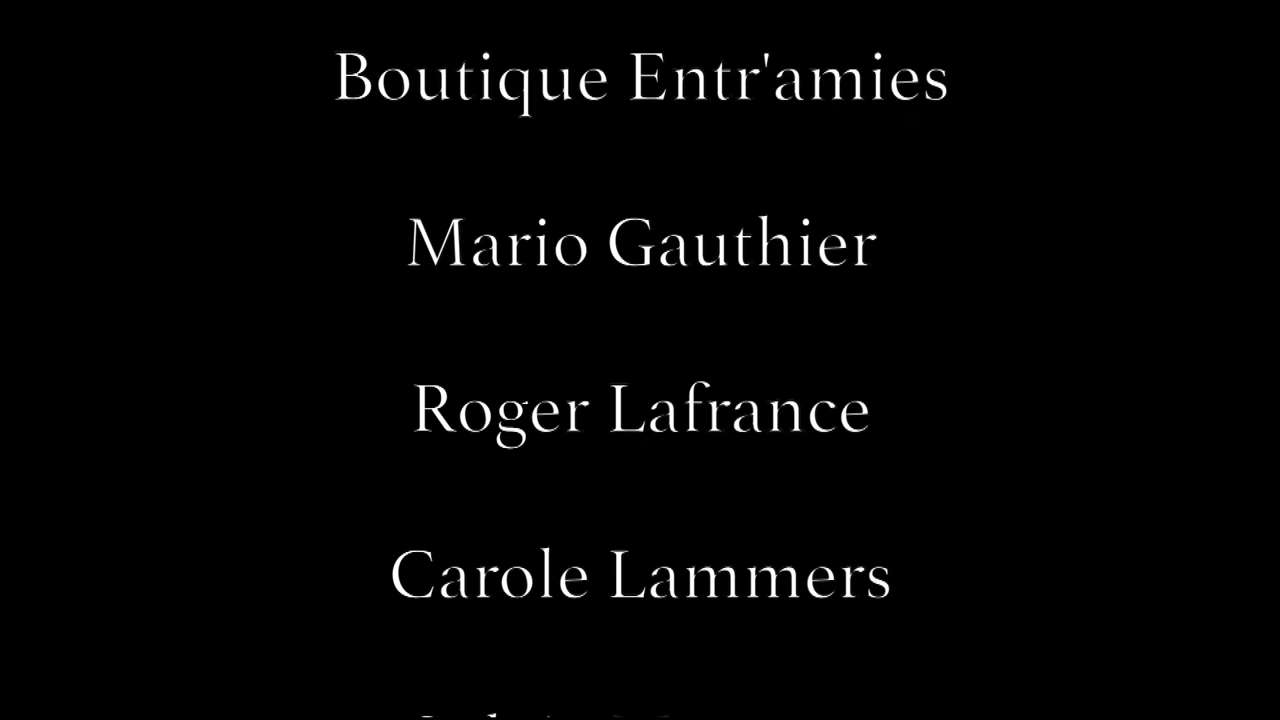 Boutique Entr'amies
Mario Gauthier
Roger Lafrance
Carole Lammers